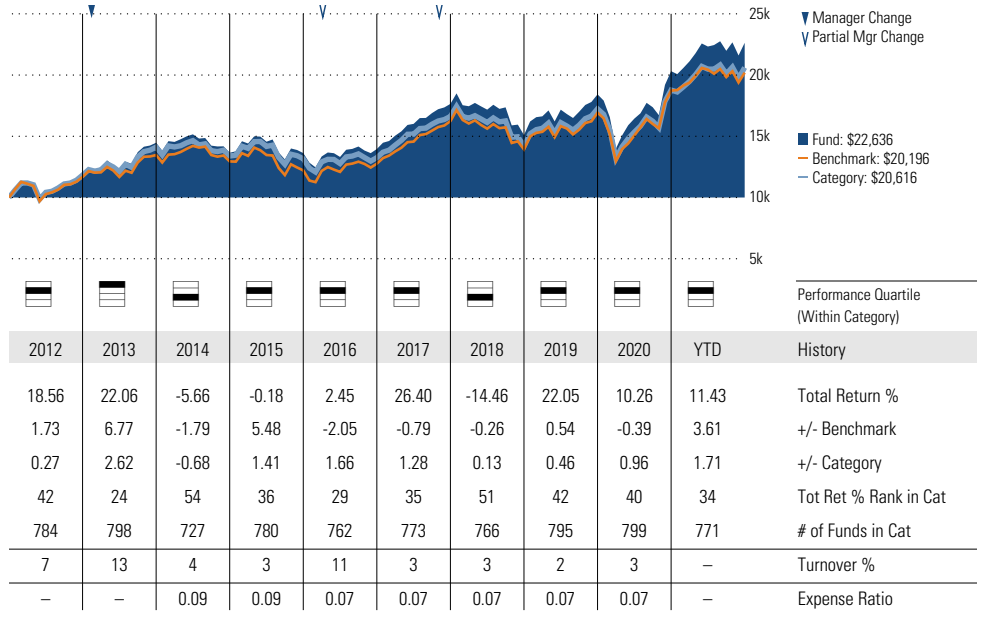 25k
20k
15k
10k
5k
Manager Change
Partial Mgr Change
Fund: $22,636
Benchmark: $20,196
Category: $20,616
Performance Quartile
(Within Category)
2012 2013 2014 2015 2016 2017 2018 2019 2020 YTD History
18.56 22.06 -5.66 -0.18 2.45 26.40 -14.46 22.05 10.26 11.43 Total Return %
1.73 6.77 -1.79 5.48 -2.05 -0.79 -0.26 0.54 -0.39 3.61 +/- Benchmark
0.27 2.62 -0.68 1.41 1.66 1.28 0.13 0.46 0.96 1.71 +/- Category
42 24 54 36 29 35 51 42 40 34 Tot Ret % Rank in Cat
784 798 727 780 762 773 766 795 799 771 # of Funds in Cat
7 13 4 3 11 3 3 2 3 – Turnover %
– – 0.09 0.09 0.07 0.07 0.07 0.07 0.07 – Expense Ratio